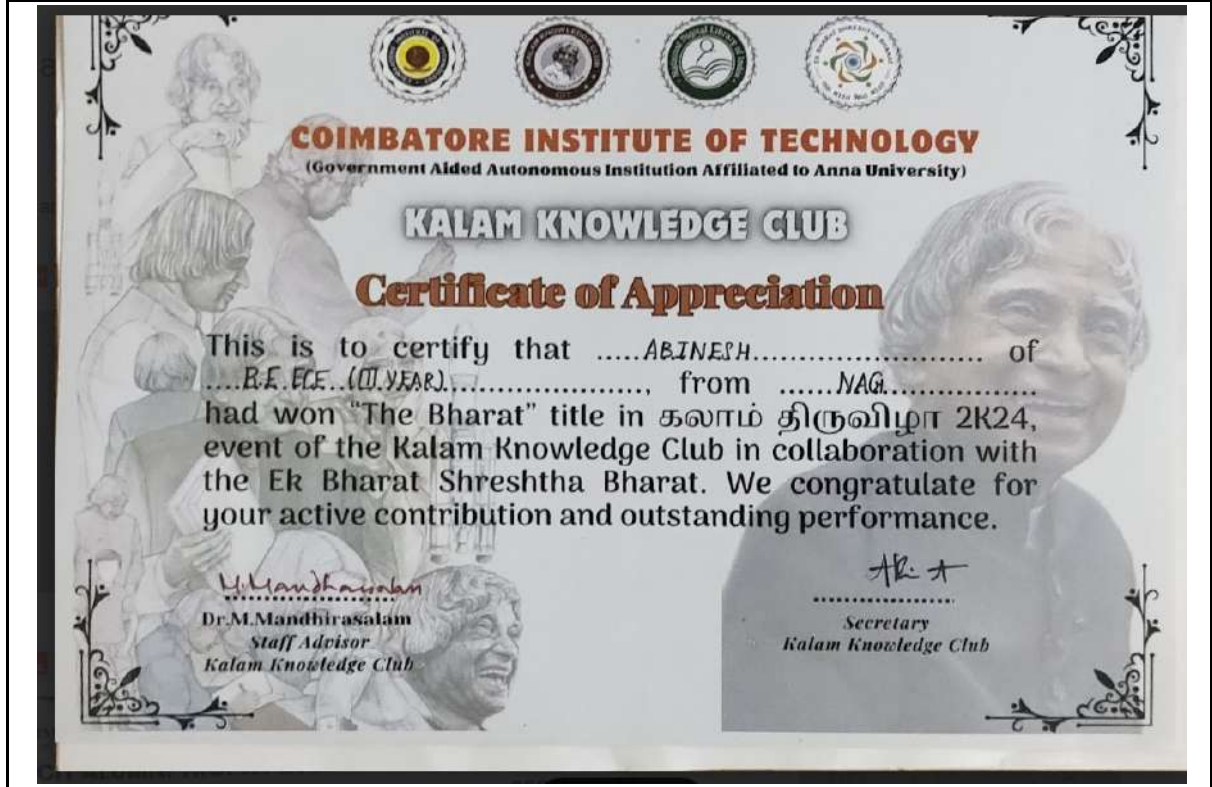 COIMBATORE INSTITUTE OF TECHNOLOGY
(Government Aided Autonomous Institution Affiliated to Anna University)
KALAM KNOWLEDGE CLUB
Certificate of Appreciation
This is to certify that .....ABINESH........................ of
....B.E. ECE..(III YEAR)......................, from ......NAG.................
had won "The Bharat" title in கலாம் திருவிழா 2K24,
event of the Kalam Knowledge Club in collaboration with
the Ek Bharat Shreshtha Bharat. We congratulate for
your active contribution and outstanding performance.
Dr.M.Mandhirasalam
Staff Advisor
Kalam Knowledge Club
Secretary
Kalam Knowledge Club